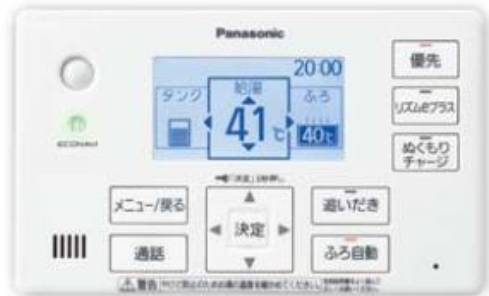 Panasonic
20:00
優先
タンク
給湯
ふろ
41℃
40℃
リズムeプラス
ECONAVI
ぬくもり
チャージ
メニュー/戻る
決定
追いだき
通話
ふろ自動
警告